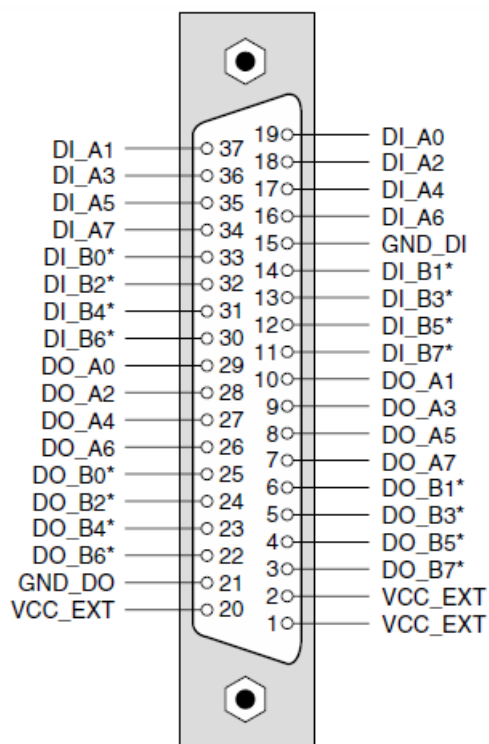 19 DI_A0
DI_A1 37
18 DI_A2
DI_A3 36
17 DI_A4
DI_A5 35
16 DI_A6
DI_A7 34
15 GND_DI
DI_B0* 33
14 DI_B1*
DI_B2* 32
13 DI_B3*
DI_B4* 31
12 DI_B5*
DI_B6* 30
11 DI_B7*
DO_A0 29
10 DO_A1
DO_A2 28
9 DO_A3
DO_A4 27
8 DO_A5
DO_A6 26
7 DO_A7
DO_B0* 25
6 DO_B1*
DO_B2* 24
5 DO_B3*
DO_B4* 23
4 DO_B5*
DO_B6* 22
3 DO_B7*
GND_DO 21
2 VCC_EXT
VCC_EXT 20
1 VCC_EXT